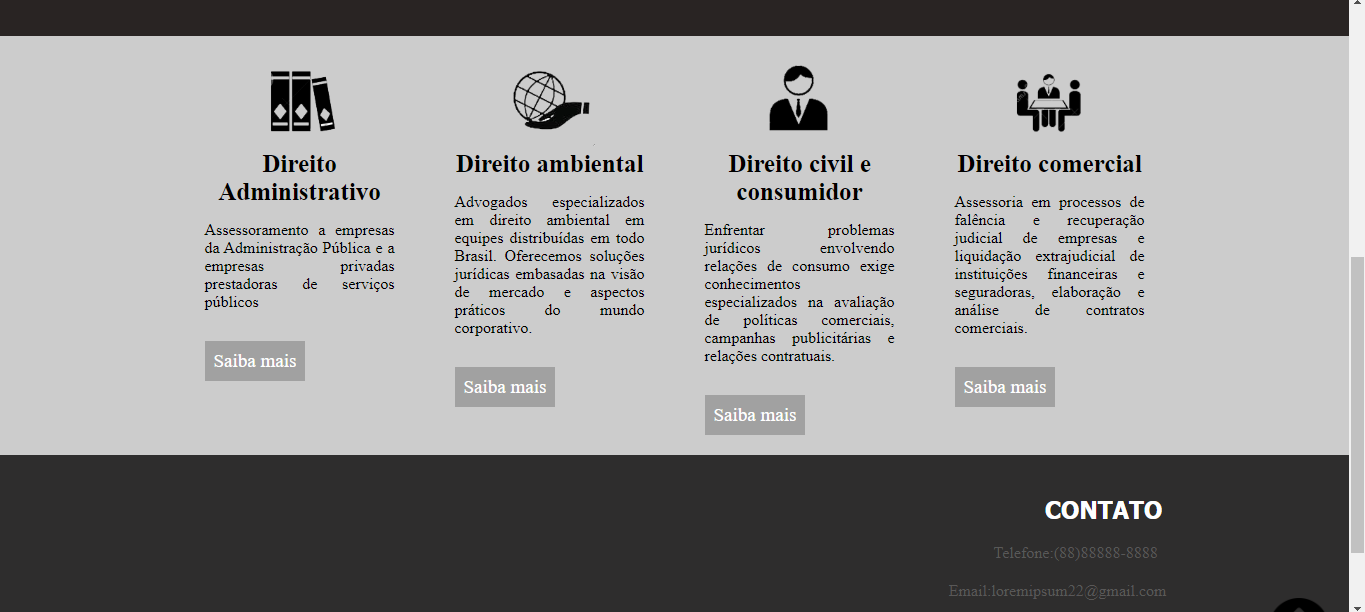 Direito
Administrativo
Assessoramento a empresas
da Administração Pública e a
empresas privadas
prestadoras de serviços
públicos
Saiba mais
Direito ambiental
Advogados especializados
em direito ambiental em
equipes distribuídas em todo
Brasil. Oferecemos soluções
jurídicas embasadas na visão
de mercado e aspectos
práticos do mundo
corporativo.
Saiba mais
Direito civil e
consumidor
Enfrentar problemas
jurídicos envolvendo
relações de consumo exige
conhecimentos
especializados na avaliação
de políticas comerciais,
campanhas publicitárias e
relações contratuais.
Saiba mais
Direito comercial
Assessoria em processos de
falência e recuperação
judicial de empresas e
liquidação extrajudicial de
instituições financeiras e
seguradoras, elaboração e
análise de contratos
comerciais.
Saiba mais
CONTATO
Telefone:(88)88888-8888
Email:loremipsum22@gmail.com